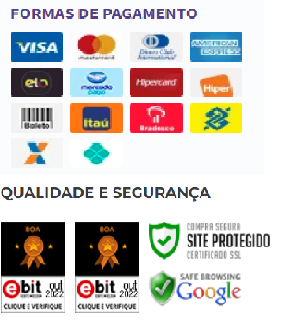 FORMAS DE PAGAMENTO
VISA
mastercard
Diners Club
International
AMERICAN
EXPRESS
elo
mercado
pago
Hipercard
Hiper
Boleto
Itaú
Bradesco
QUALIDADE E SEGURANÇA
BOA
ebit
out
2022
CLIQUE E VERIFIQUE
BOA
ebit
out
2022
CLIQUE E VERIFIQUE
COMPRA SEGURA
SITE PROTEGIDO
CERTIFICADO SSL
SAFE BROWSING
Google